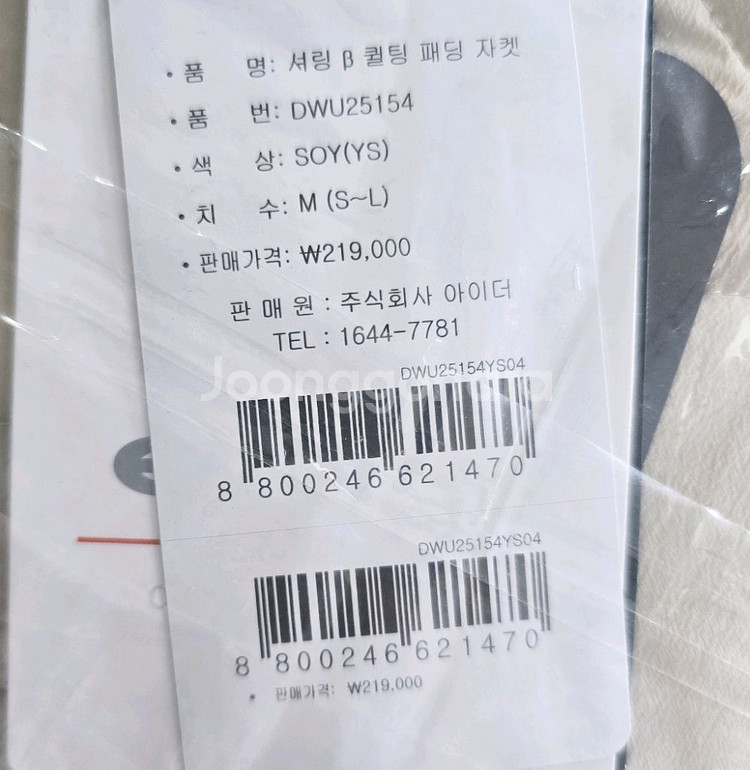 • 품 명: 셔링 β 퀼팅 패딩 자켓
• 품 번: DWU25154
• 색 상: SOY(YS)
• 치 수: M (S~L)
• 판매가격: ₩219,000
판 매 원 : 주식회사 아이더
TEL : 1644-7781
DWU25154YS04
Joonggonara
8 800246 621470
DWU25154YS04
8 800246 621470
• 판매가격: ₩219,000